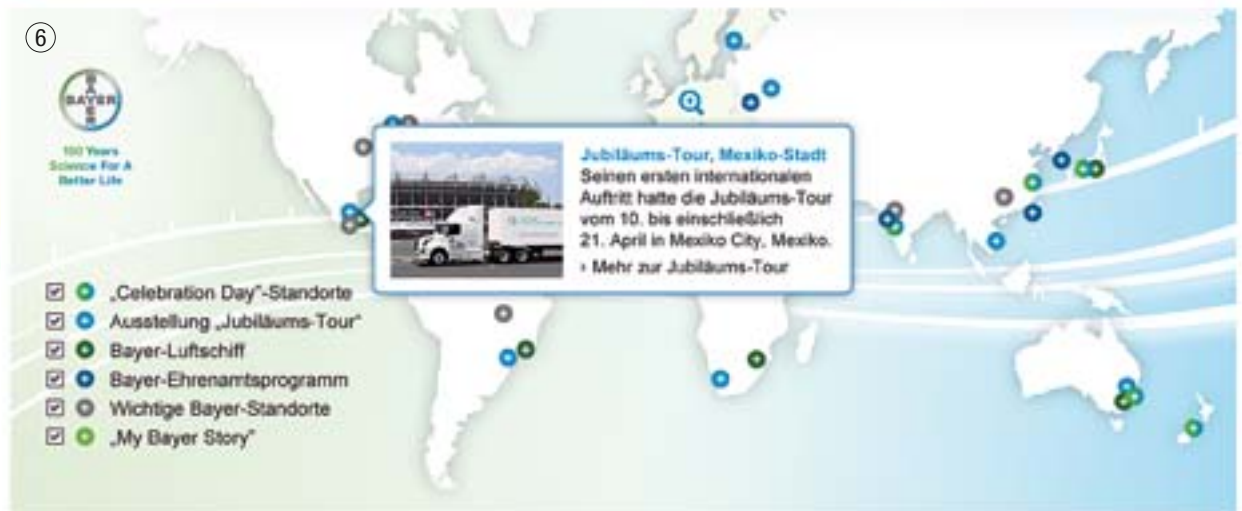 ⑥
BAYER
BAYER
150 Years
Science For A
Better Life
Jubiläums-Tour, Mexiko-Stadt
Seinen ersten internationalen
Auftritt hatte die Jubiläums-Tour
vom 10. bis einschließlich
21. April in Mexiko City, Mexiko.
› Mehr zur Jubiläums-Tour
„Celebration Day"-Standorte
Ausstellung „Jubiläums-Tour"
Bayer-Luftschiff
Bayer-Ehrenamtsprogramm
Wichtige Bayer-Standorte
„My Bayer Story"